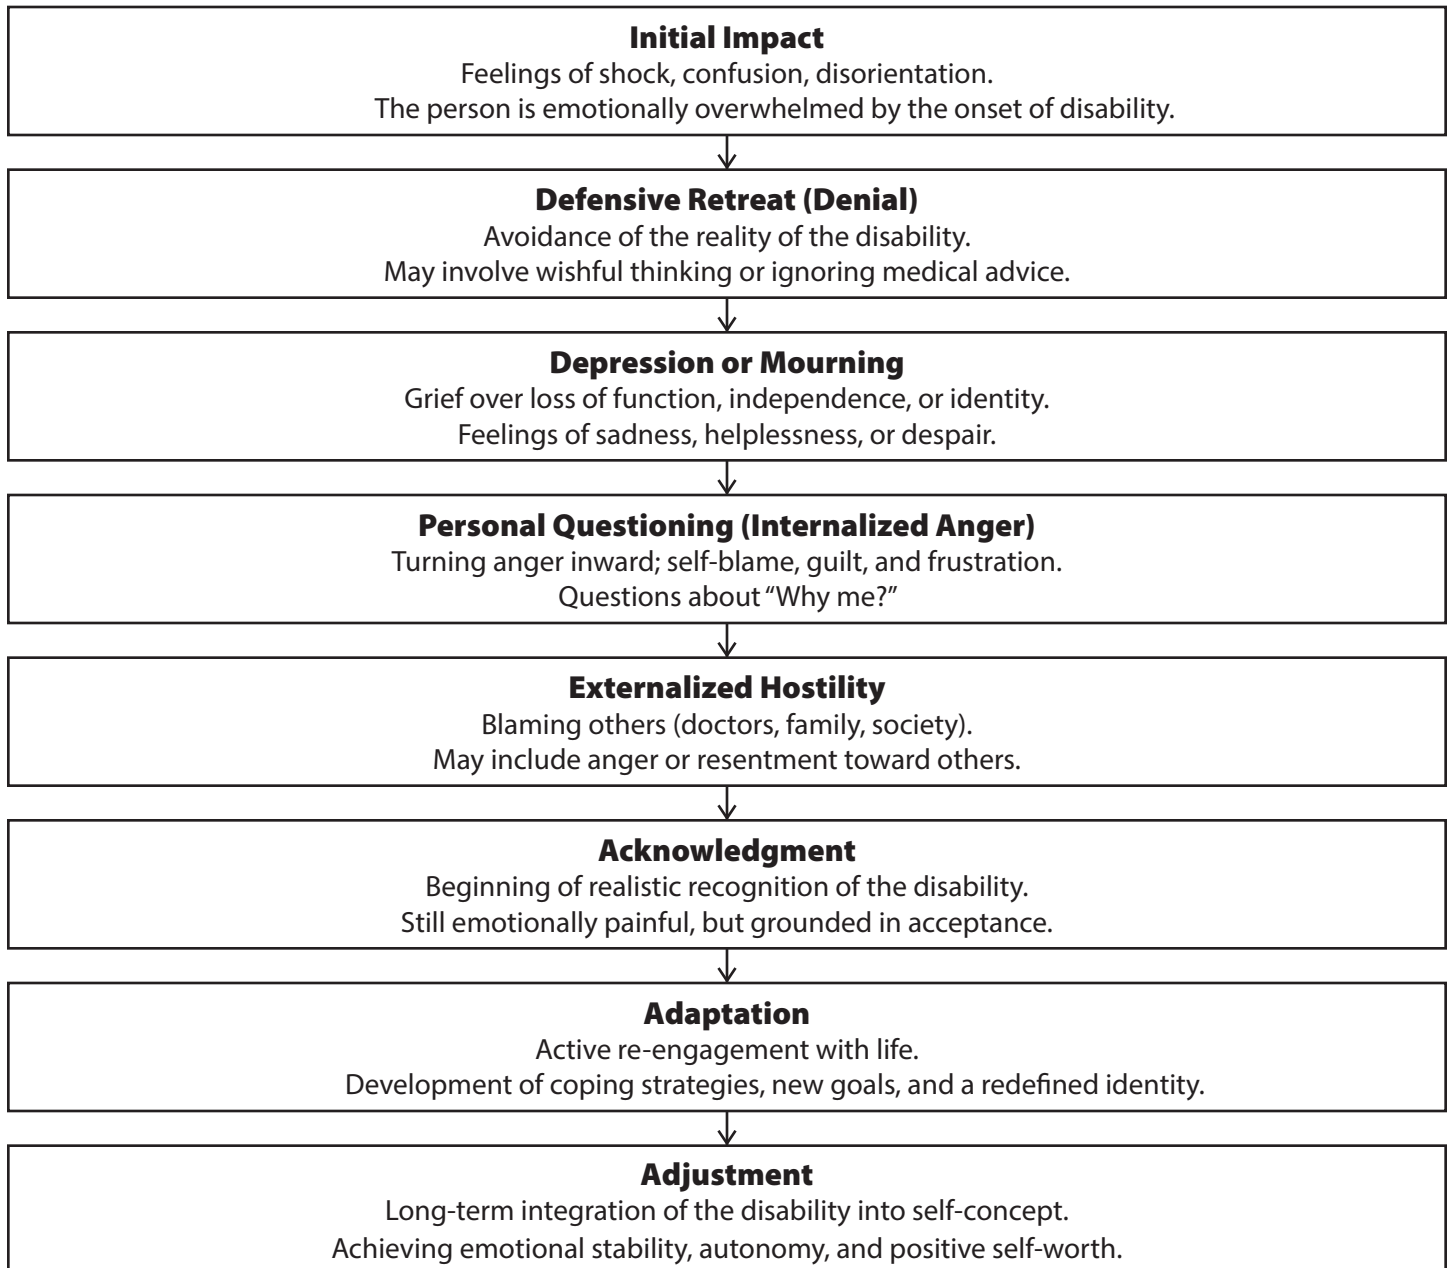 Initial Impact
Feelings of shock, confusion, disorientation.
The person is emotionally overwhelmed by the onset of disability.
Defensive Retreat (Denial)
Avoidance of the reality of the disability.
May involve wishful thinking or ignoring medical advice.
Depression or Mourning
Grief over loss of function, independence, or identity.
Feelings of sadness, helplessness, or despair.
Personal Questioning (Internalized Anger)
Turning anger inward; self-blame, guilt, and frustration.
Questions about “Why me?”
Externalized Hostility
Blaming others (doctors, family, society).
May include anger or resentment toward others.
Acknowledgment
Beginning of realistic recognition of the disability.
Still emotionally painful, but grounded in acceptance.
Adaptation
Active re-engagement with life.
Development of coping strategies, new goals, and a redefined identity.
Adjustment
Long-term integration of the disability into self-concept.
Achieving emotional stability, autonomy, and positive self-worth.